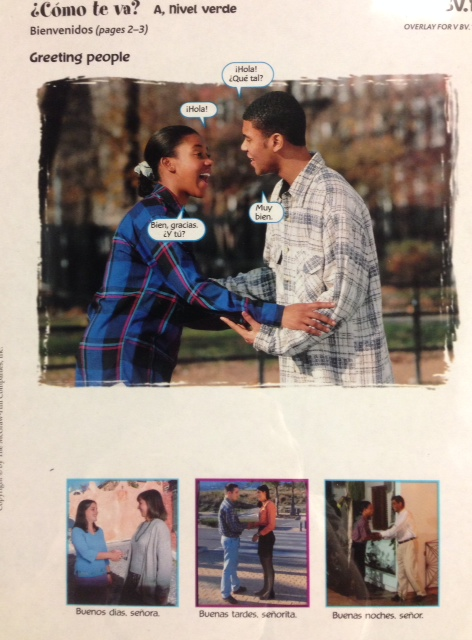 ¿Cómo te va? A, Nivel verde
Bienvenidos (pages 2–3)
OVERLAY FOR V BV.
Greeting people
¡Hola!
¿Qué tal?
¡Hola!
Muy
bien.
Bien, gracias.
¿Y tú?
Buenos días, señora.
Buenas tardes, señorita.
Buenas noches, señor.
Copyright © by The McGraw-Hill Companies, Inc.